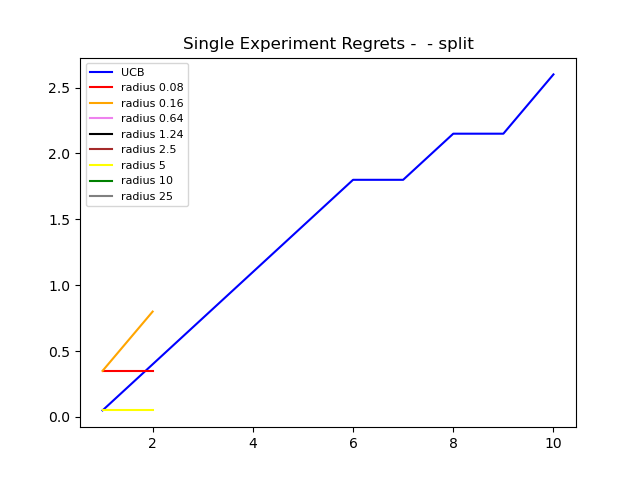 Single Experiment Regrets -  - split
UCB
radius 0.08
radius 0.16
radius 0.64
radius 1.24
radius 2.5
radius 5
radius 10
radius 25
2.5
2.0
1.5
1.0
0.5
0.0
2 4 6 8 10